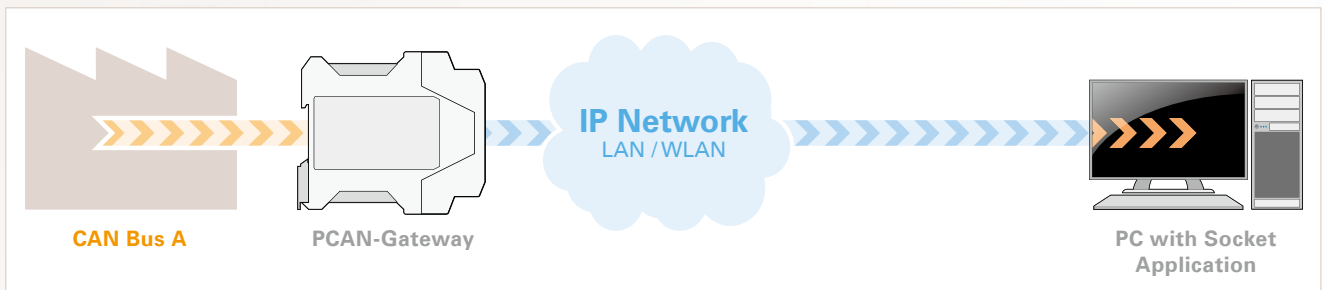 IP Network
LAN / WLAN
CAN Bus A
PCAN-Gateway
PC with Socket
Application